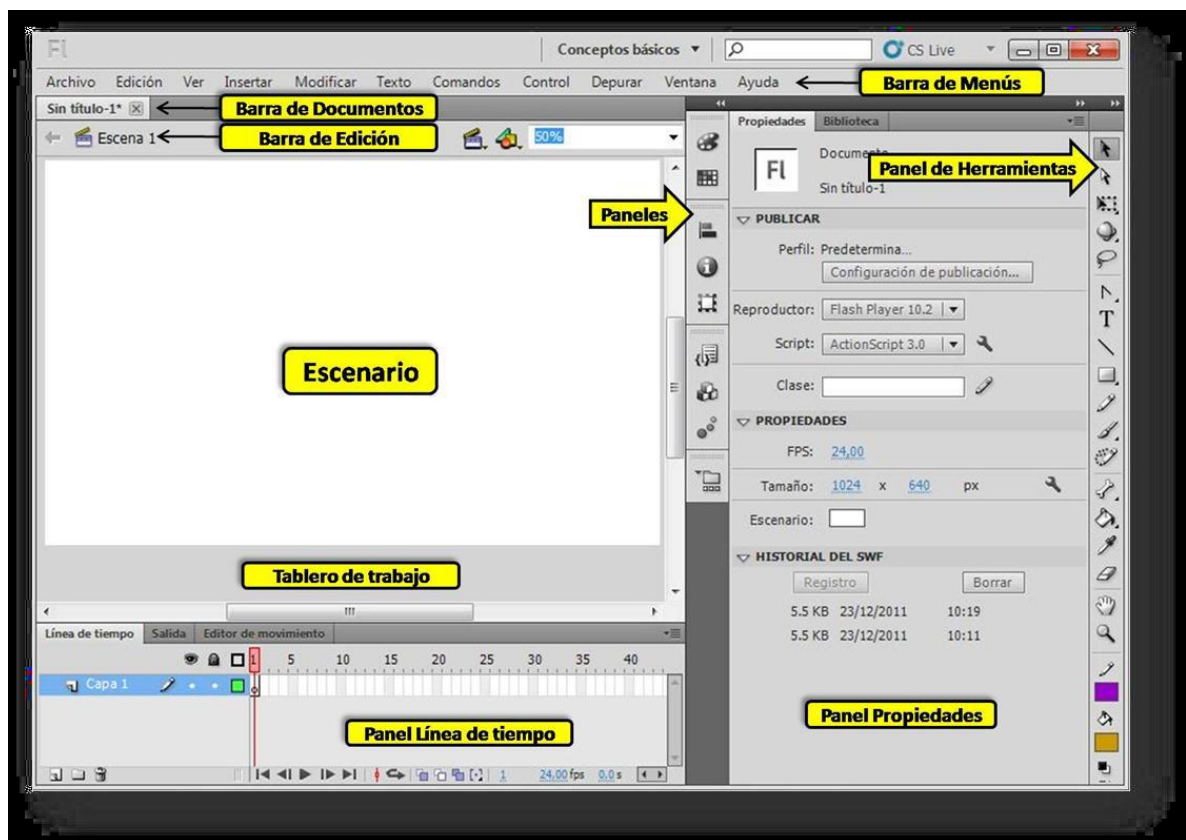 Fl
Conceptos básicos
CS Live
Archivo Edición Ver Insertar Modificar Texto Comandos Control Depurar Ventana Ayuda
Barra de Menús
Sin título-1*
Barra de Documentos
Escena 1
Barra de Edición
50%
Propiedades Biblioteca
Fl
Documento
Sin título-1
Panel de Herramientas
Paneles
PUBLICAR
Perfil: Predetermina...
Configuración de publicación...
Reproductor: Flash Player 10.2
Script: ActionScript 3.0
Clase:
PROPIEDADES
FPS: 24,00
Tamaño: 1024 x 640 px
Escenario:
HISTORIAL DEL SWF
Registro Borrar
5.5 KB 23/12/2011 10:19
5.5 KB 23/12/2011 10:11
Panel Propiedades
Escenario
Tablero de trabajo
Línea de tiempo Salida Editor de movimiento
1 5 10 15 20 25 30 35 40
Capa 1
Panel Línea de tiempo
1 24,00 fps 0,0 s
T